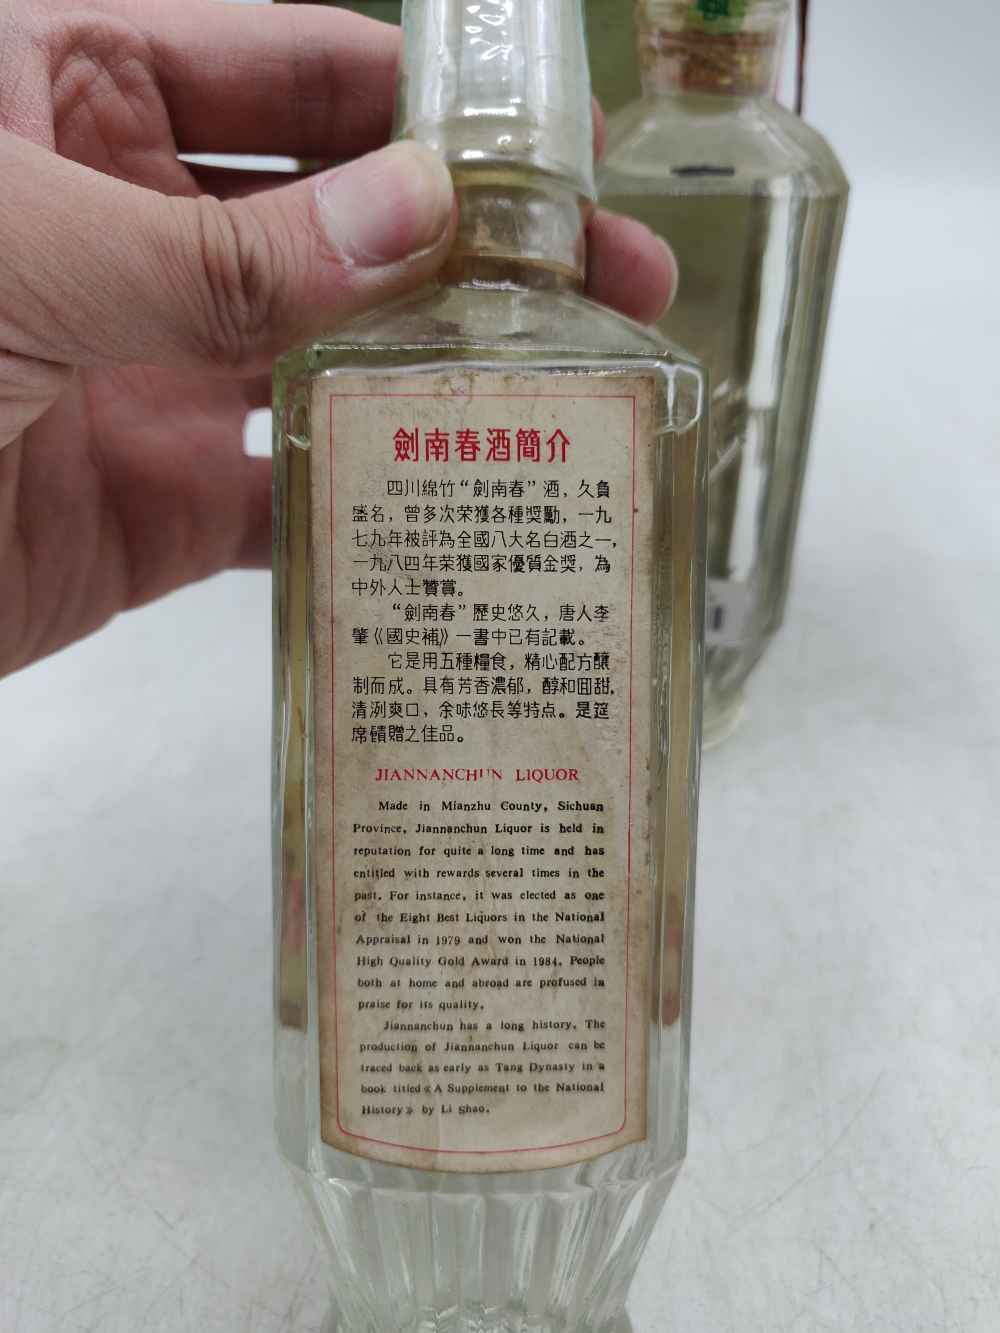 劍南春酒簡介
四川綿竹“劍南春”酒，久負
盛名，曾多次荣獲各種獎勵，一九
七九年被評為全國八大名白酒之一，
一九八四年荣獲國家優質金獎，為
中外人士贊賞。
“劍南春”歷史悠久，唐人李
肇《國史補》一書中已有記載。
它是用五種糧食，精心配方釀
制而成。具有芳香濃郁，醇和回甜，
清洌爽口，余味悠長等特点。是筵
席饋贈之佳品。
JIANNANCHUN LIQUOR
Made in Mianzhu County, Sichuan
Province, Jiannanchun Liquor is held in
reputation for quite a long time and has
entitled with rewards several times in the
past. For instance, it was elected as one
of the Eight Best Liquors in the National
Appraisal in 1979 and won the National
High Quality Gold Award in 1984. People
both at home and abroad are profused in
praise for its quality.
Jiannanchun has a long history. The
production of Jiannanchun Liquor can be
traced back as early as Tang Dynasty in a
book titled《A Supplement to the National
History》 by Li Shao.